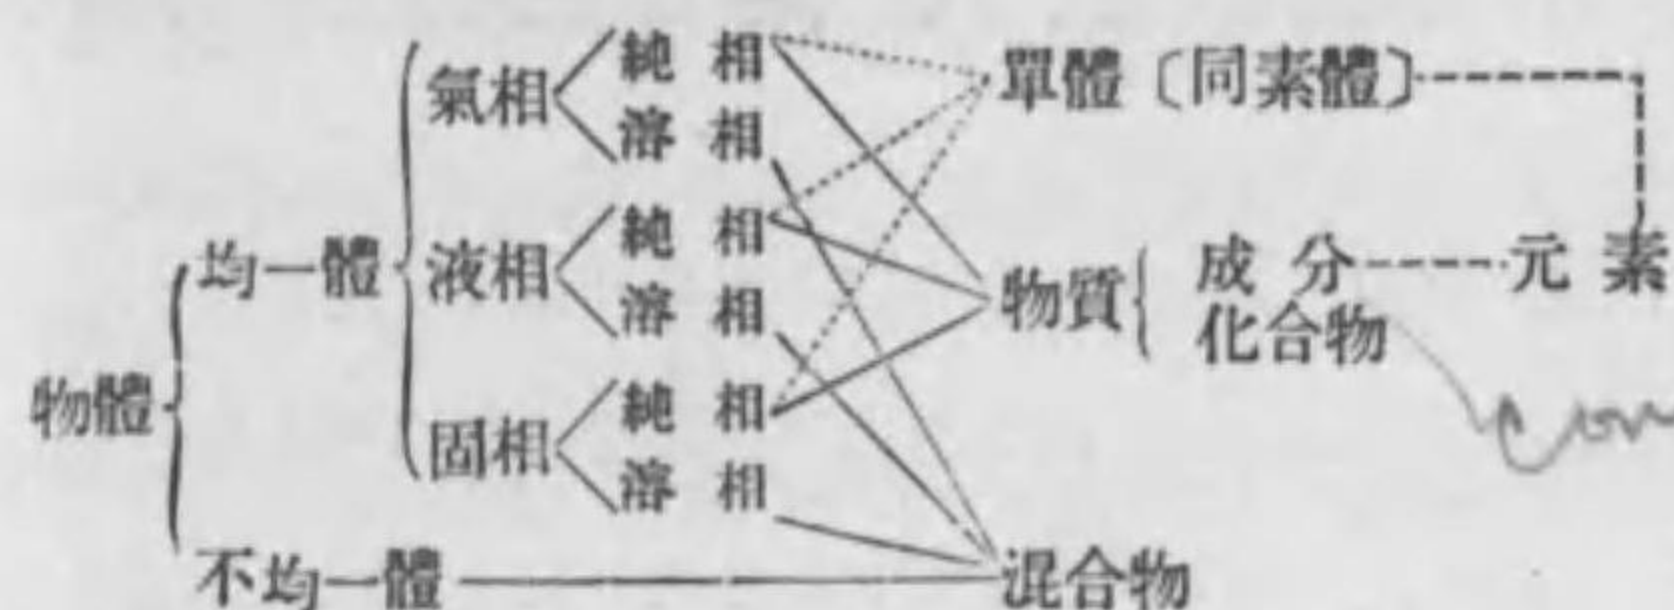 純相
單體〔同素體〕
氣相
溶相
純相
均一體
液相
物質
成分
元素
溶相
化合物
物體
純相
固相
溶相
不均一體
混合物